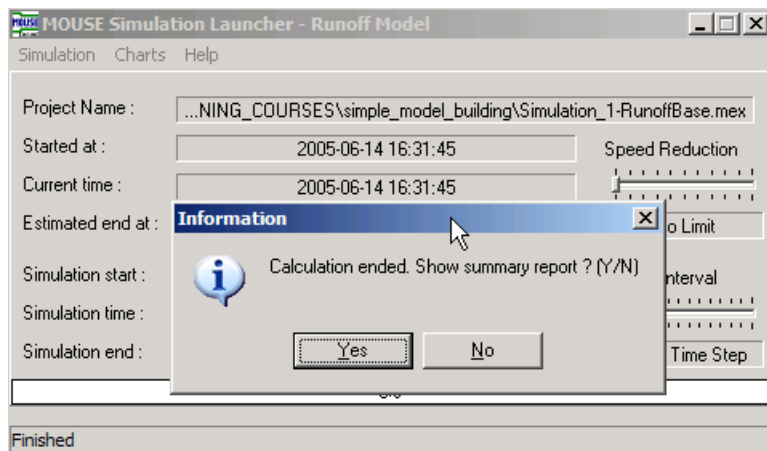 MOUSE MOUSE Simulation Launcher - Runoff Model
Simulation Charts Help
Project Name : ...NING_COURSES\simple_model_building\Simulation_1-RunoffBase.mex
Started at : 2005-06-14 16:31:45 Speed Reduction
Current time : 2005-06-14 16:31:45
Estimated end at : o Limit
Information
Calculation ended. Show summary report ? (Y/N)
Yes No
Simulation start : nterval
Simulation time :
Simulation end : Time Step
Finished